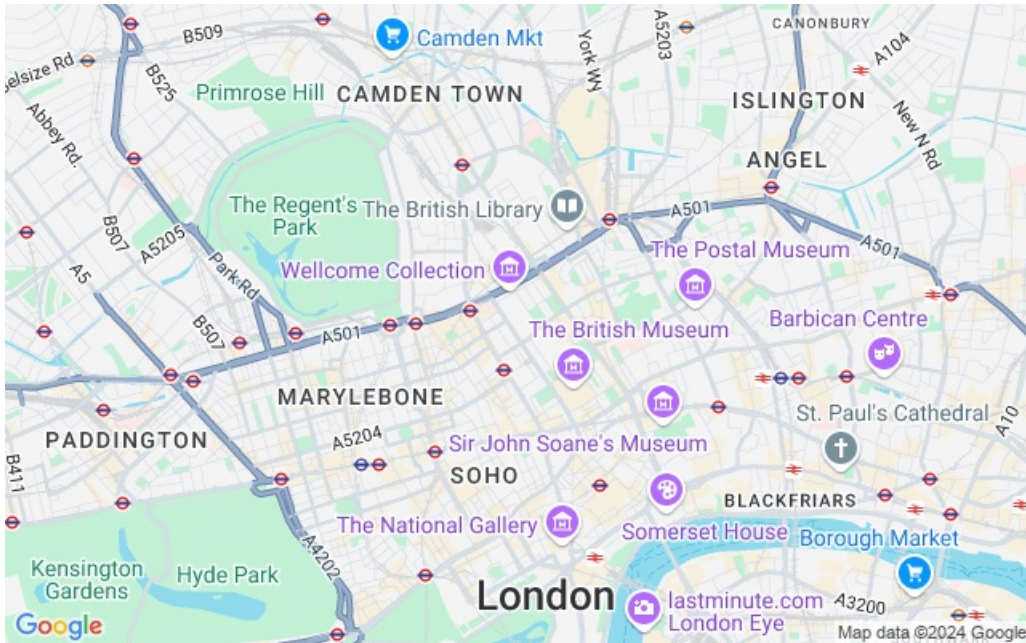 B509
Camden Mkt
York WN
A5203
CANONBURY
A104
elsize Rd
B525
Primrose Hill
CAMDEN TOWN
ISLINGTON
New N Rd
Abbey Rd.
ANGEL
The Regent's
Park
The British Library
A501
B507
A5205
Wellcome Collection
The Postal Museum
A501
A5
Park Rd
B507
A501
The British Museum
Barbican Centre
MARYLEBONE
St. Paul's Cathedral
A10
PADDINGTON
A5204
Sir John Soane's Museum
B411
SOHO
BLACKFRIARS
The National Gallery
Somerset House
Borough Market
A4202
Kensington
Gardens
Hyde Park
London
lastminute.com
London Eye
A3200
Google
Map data ©2024 Google